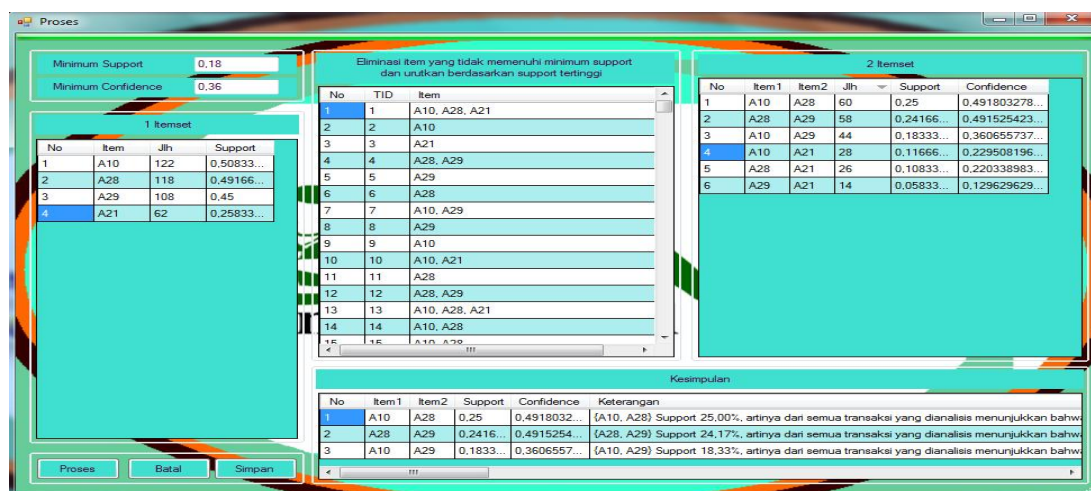 Proses
Minimum Support 0,18
Minimum Confidence 0,36
1 Itemset
No Item Jlh Support
1 A10 122 0,50833...
2 A28 118 0,49166...
3 A29 108 0,45
4 A21 62 0,25833...
Eliminasi item yang tidak memenuhi minimum support
dan urutkan berdasarkan support tertinggi
No TID Item
1 1 A10, A28, A21
2 2 A10
3 3 A21
4 4 A28, A29
5 5 A29
6 6 A28
7 7 A10, A29
8 8 A29
9 9 A10
10 10 A10, A21
11 11 A28
12 12 A28, A29
13 13 A10, A28, A21
14 14 A10, A28
15 15 A10, A28
2 Itemset
No Item1 Item2 Jlh Support Confidence
1 A10 A28 60 0,25 0,491803278...
2 A28 A29 58 0,24166... 0,491525423...
3 A10 A29 44 0,18333... 0,360655737...
4 A10 A21 28 0,11666... 0,229508196...
5 A28 A21 26 0,10833... 0,220338983...
6 A29 A21 14 0,05833... 0,129629629...
Kesimpulan
No Item1 Item2 Support Confidence Keterangan
1 A10 A28 0,25 0,4918032... {A10, A28} Support 25,00%, artinya dari semua transaksi yang dianalisis menunjukkan bahwa
2 A28 A29 0,2416... 0,4915254... {A28, A29} Support 24,17%, artinya dari semua transaksi yang dianalisis menunjukkan bahwa
3 A10 A29 0,1833... 0,3606557... {A10, A29} Support 18,33%, artinya dari semua transaksi yang dianalisis menunjukkan bahwa
Proses Batal Simpan